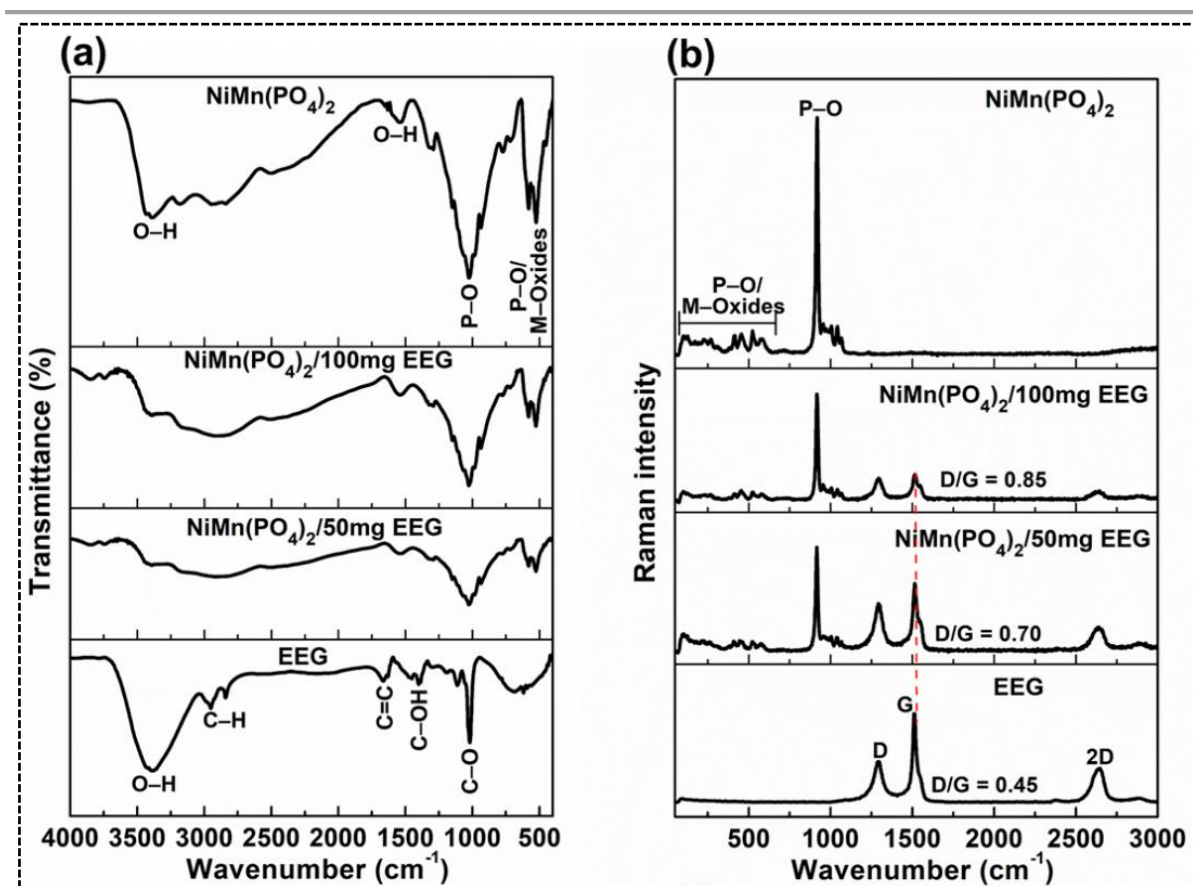 (a)
NiMn(PO₄)₂
O–H
O–H
P–O
P–O/
M–Oxides
NiMn(PO₄)₂/100mg EEG
NiMn(PO₄)₂/50mg EEG
EEG
O–H
C–H
C=C
C–OH
C–O
4000 3500 3000 2500 2000 1500 1000 500
Wavenumber (cm⁻¹)
Transmittance (%)
(b)
NiMn(PO₄)₂
P–O
P–O/
M–Oxides
NiMn(PO₄)₂/100mg EEG
D/G = 0.85
NiMn(PO₄)₂/50mg EEG
D/G = 0.70
EEG
G
D
2D
D/G = 0.45
500 1000 1500 2000 2500 3000
Wavenumber (cm⁻¹)
Raman intensity